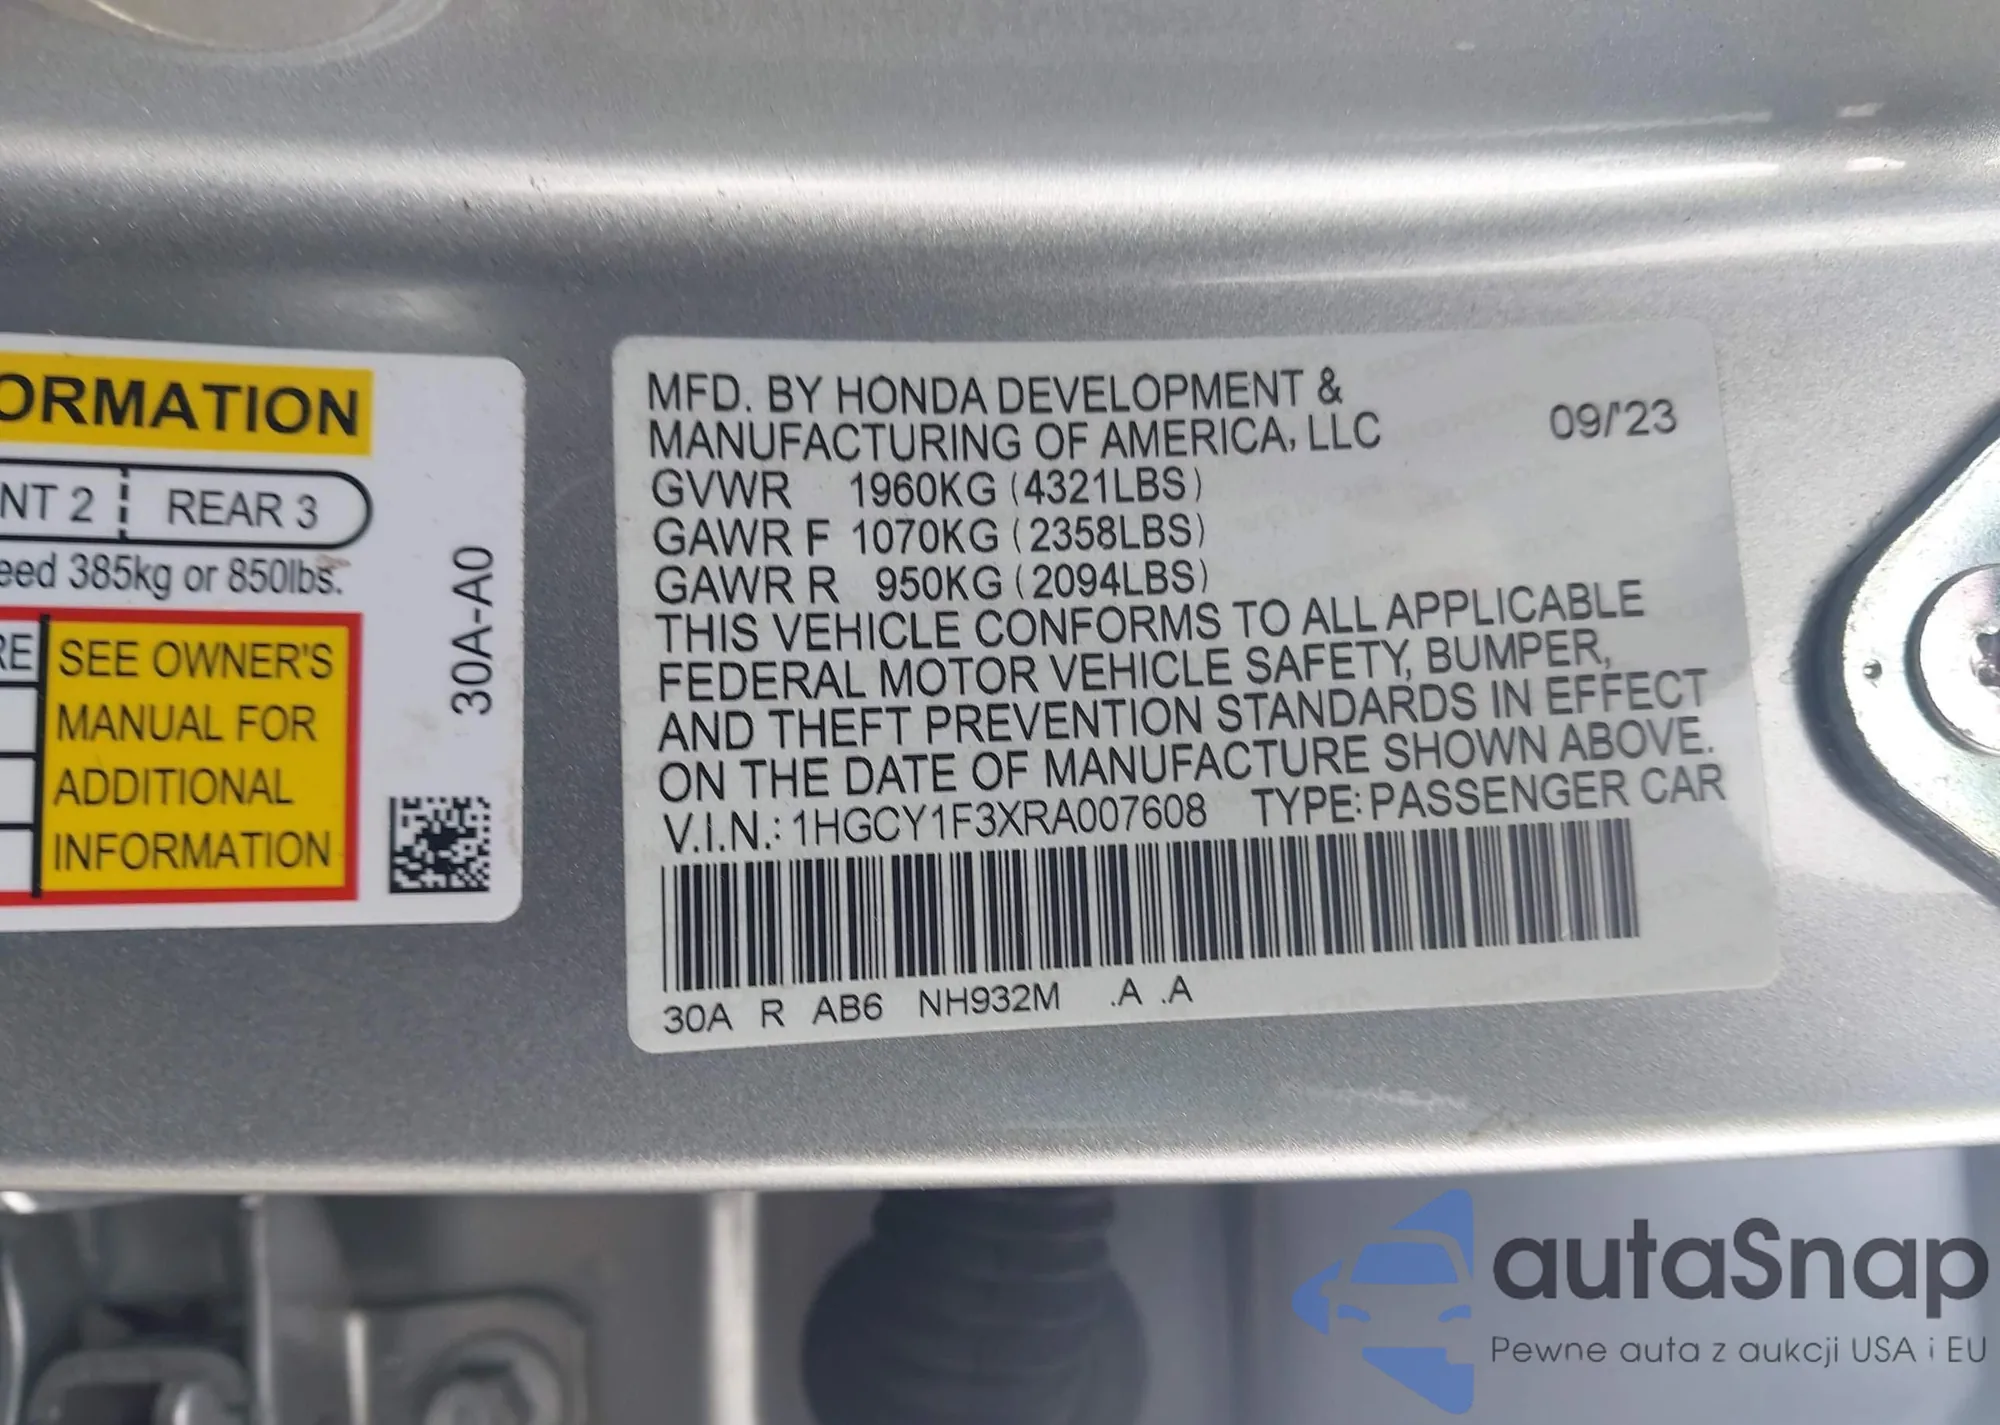 ORMATION
NT 2 REAR 3
eed 385kg or 850lbs.
RE
SEE OWNER'S
MANUAL FOR
ADDITIONAL
INFORMATION
30A-A0
MFD. BY HONDA DEVELOPMENT &
MANUFACTURING OF AMERICA, LLC 09/'23
GVWR 1960KG (4321LBS)
GAWR F 1070KG (2358LBS)
GAWR R 950KG (2094LBS)
THIS VEHICLE CONFORMS TO ALL APPLICABLE
FEDERAL MOTOR VEHICLE SAFETY, BUMPER,
AND THEFT PREVENTION STANDARDS IN EFFECT
ON THE DATE OF MANUFACTURE SHOWN ABOVE.
V.I.N.: 1HGCY1F3XRA007608 TYPE: PASSENGER CAR
30A R AB6 NH932M .A .A
autaSnap
Pewne auta z aukcji USA i EU